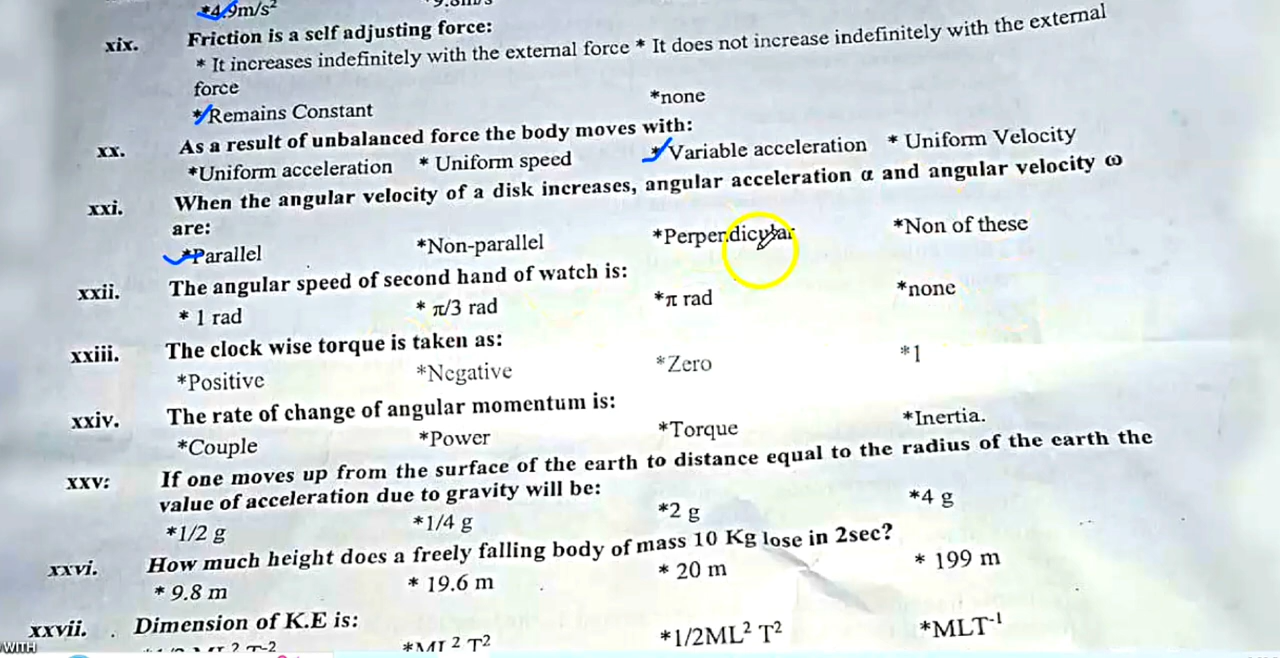 *4.9m/s²
xix. Friction is a self adjusting force:
* It increases indefinitely with the external force * It does not increase indefinitely with the external
force
*Remains Constant *none
xx. As a result of unbalanced force the body moves with:
*Uniform acceleration * Uniform speed * Variable acceleration * Uniform Velocity
xxi. When the angular velocity of a disk increases, angular acceleration α and angular velocity ω
are:
*Parallel *Non-parallel *Perpendicular *Non of these
xxii. The angular speed of second hand of watch is:
* 1 rad * π/3 rad *π rad *none
xxiii. The clock wise torque is taken as:
*Positive *Negative *Zero *1
xxiv. The rate of change of angular momentum is:
*Couple *Power *Torque *Inertia.
xxv: If one moves up from the surface of the earth to distance equal to the radius of the earth the
value of acceleration due to gravity will be:
*1/2 g *1/4 g *2 g *4 g
xxvi. How much height does a freely falling body of mass 10 Kg lose in 2sec?
* 9.8 m * 19.6 m * 20 m * 199 m
xxvii. Dimension of K.E is:
*ML² T² *1/2ML² T² *MLT⁻¹
WITH